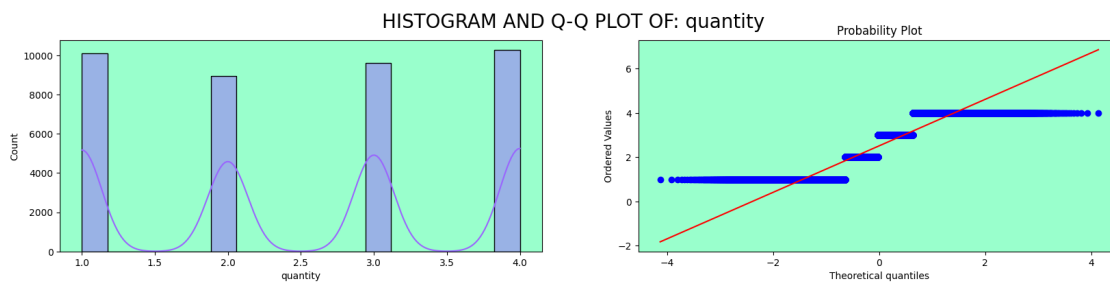 HISTOGRAM AND Q-Q PLOT OF: quantity
Count
10000
8000
6000
4000
2000
0
1.0 1.5 2.0 2.5 3.0 3.5 4.0
quantity
Probability Plot
Ordered Values
6
4
2
0
−2
−4 −2 0 2 4
Theoretical quantiles